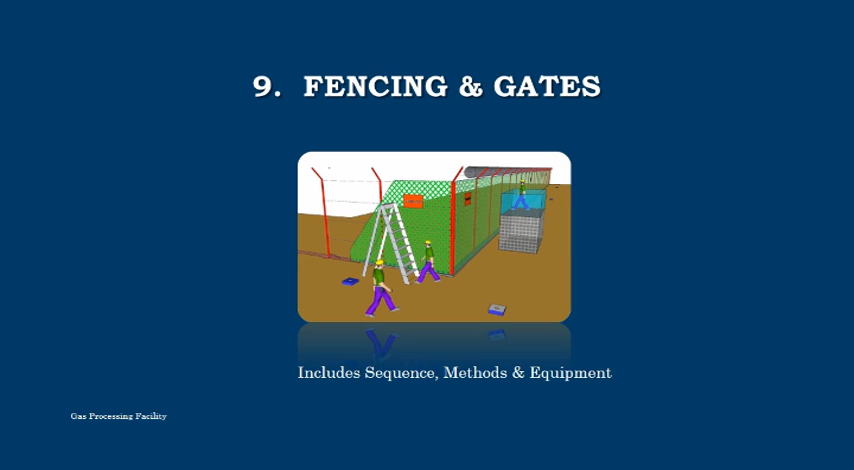 9. FENCING & GATES
Includes Sequence, Methods & Equipment
Gas Processing Facility